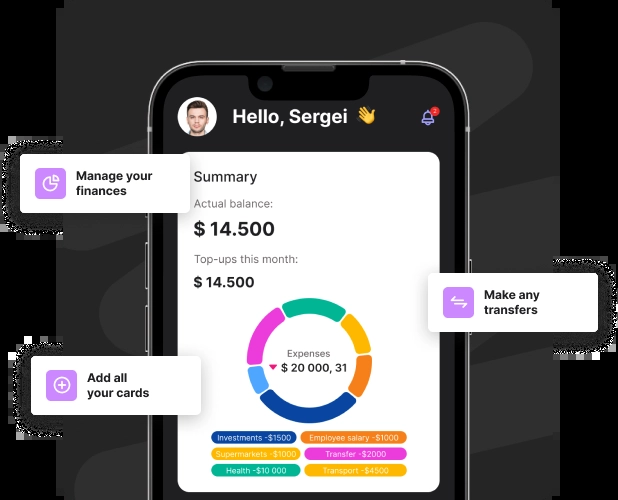 Hello, Sergei 👋
2
Manage your
finances
Summary
Actual balance:
$ 14.500
Top-ups this month:
$ 14.500
Make any
transfers
Expenses
$ 20 000, 31
Add all
your cards
Investments -$1500
Employee salary -$1000
Supermarkets -$1000
Transfer -$2000
Health -$10 000
Transport -$4500